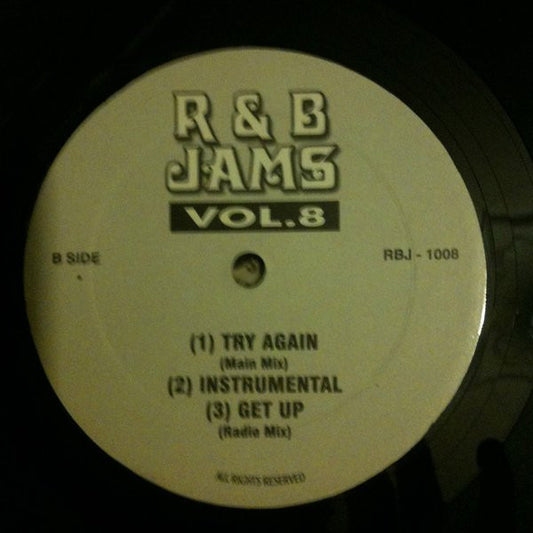 R & B
JAMS
VOL.8
B SIDE
RBJ - 1008
(1) TRY AGAIN
(Main Mix)
(2) INSTRUMENTAL
(3) GET UP
(Radio Mix)
ALL RIGHTS RESERVED